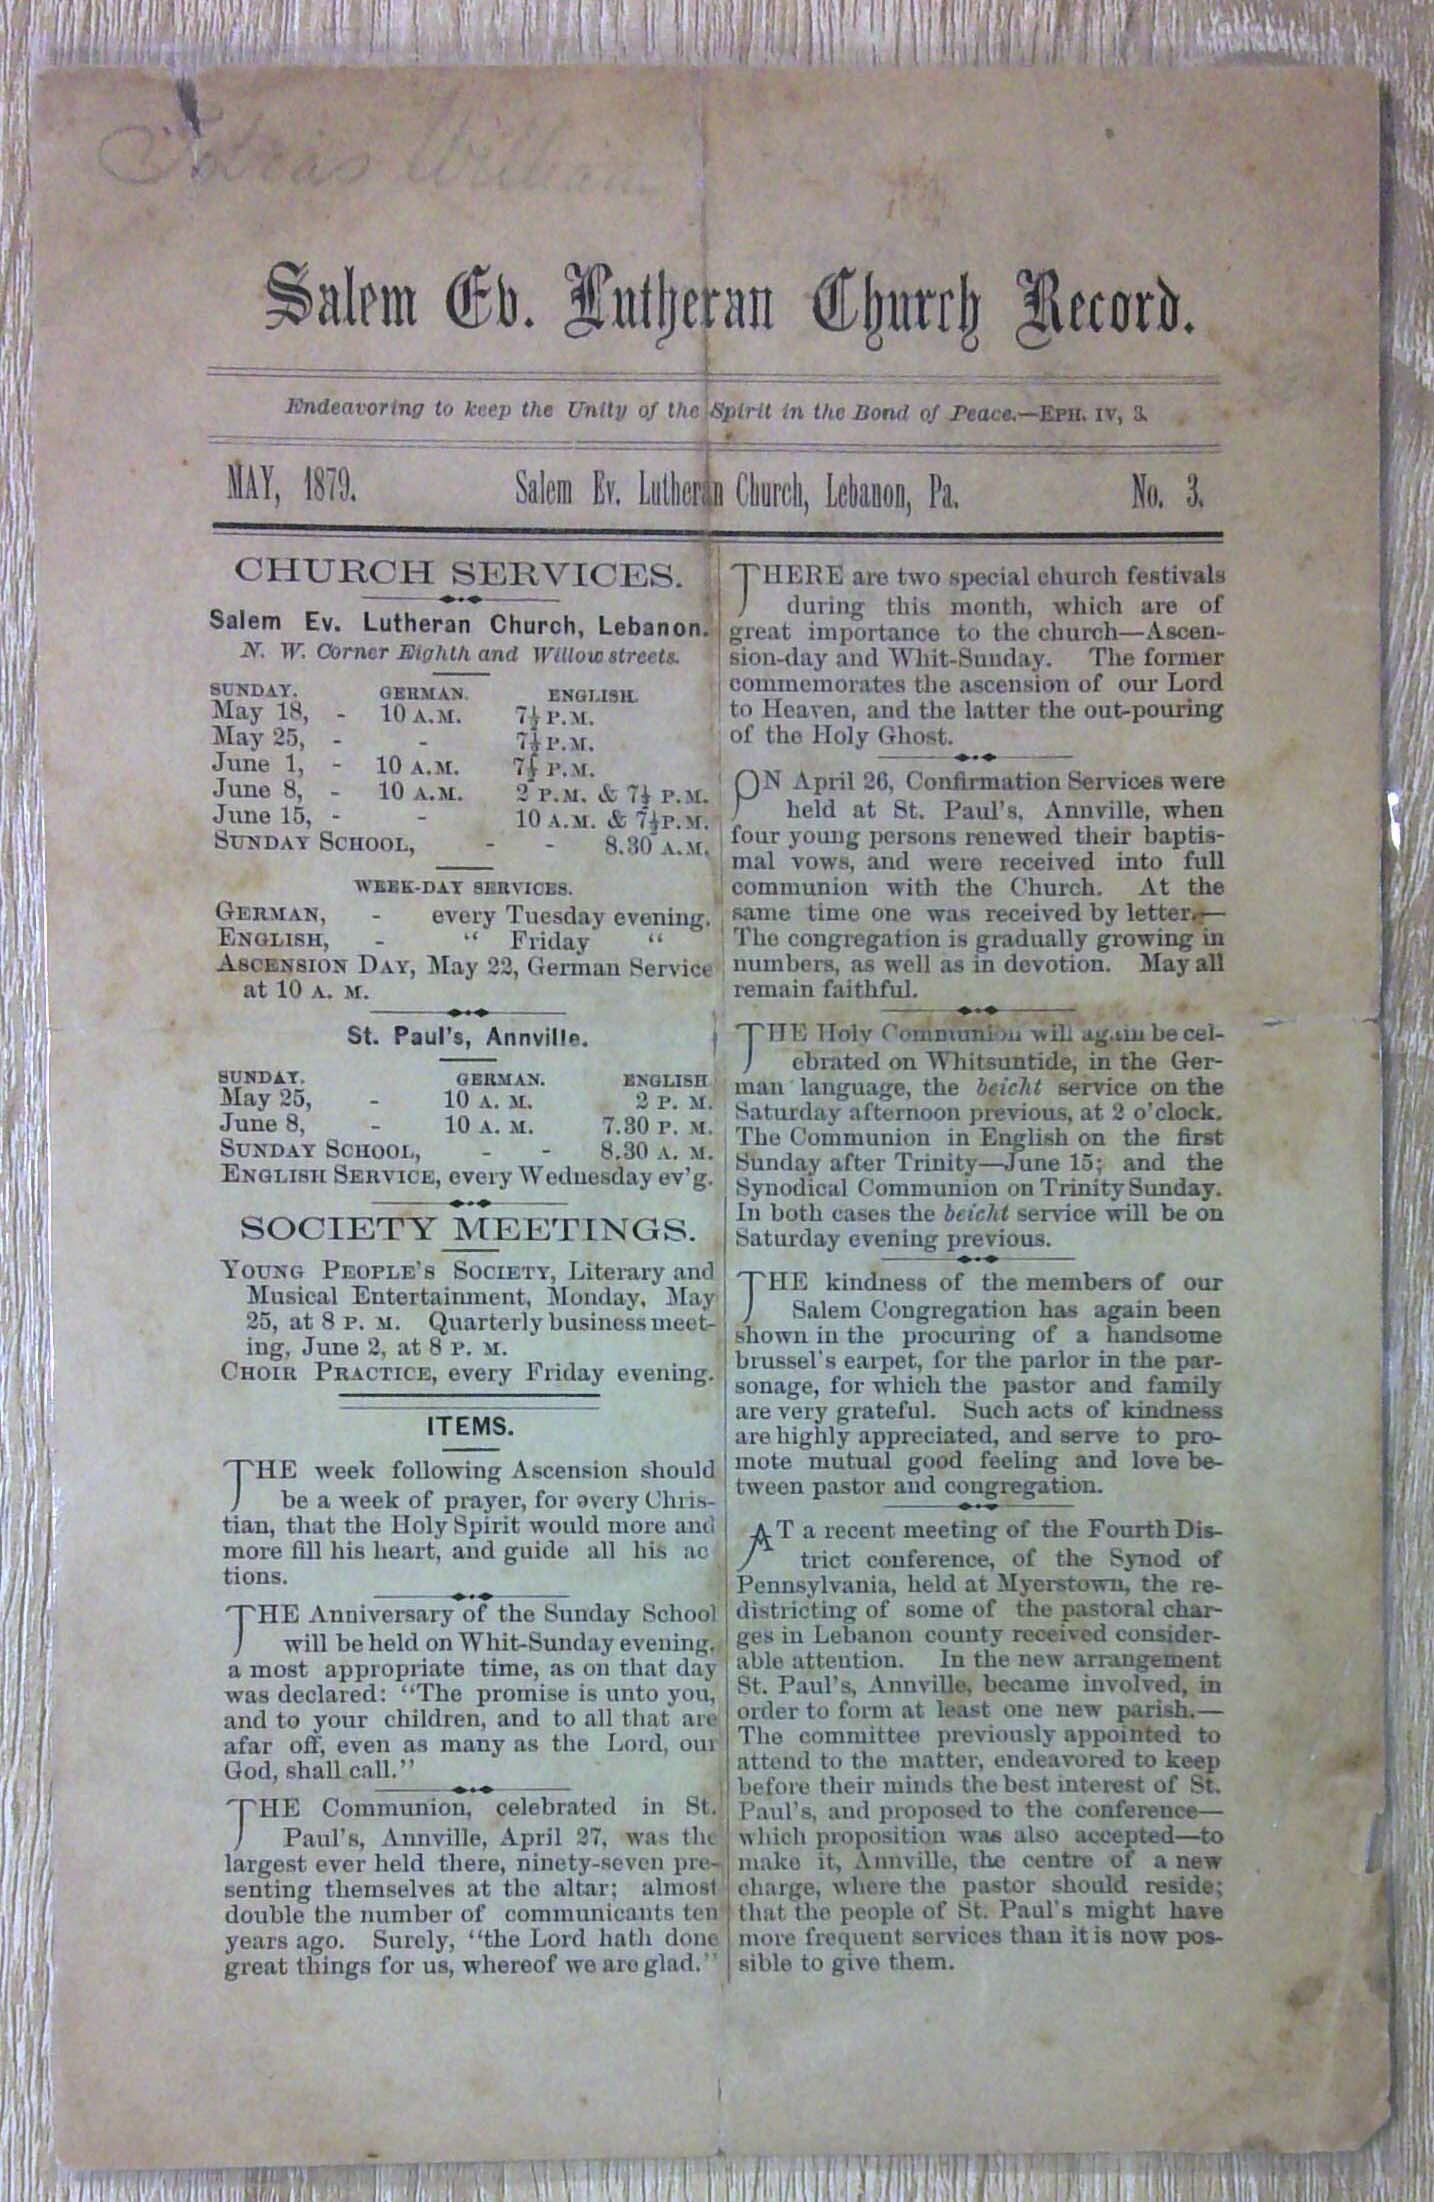 Tobias William
Salem Ev. Lutheran Church Record.
Endeavoring to keep the Unity of the Spirit in the Bond of Peace.—EPH. IV, 3.
MAY, 1879. Salem Ev. Lutheran Church, Lebanon, Pa. No. 3.
CHURCH SERVICES.
Salem Ev. Lutheran Church, Lebanon.
N. W. Corner Eighth and Willow streets.
SUNDAY. GERMAN. ENGLISH.
May 18, - 10 A.M. 7½ P.M.
May 25, - - 7½ P.M.
June 1, - 10 A.M. 7½ P.M.
June 8, - 10 A.M. 2 P.M. & 7½ P.M.
June 15, - - 10 A.M. & 7½ P.M.
SUNDAY SCHOOL, - - 8.30 A.M.
WEEK-DAY SERVICES.
GERMAN, - every Tuesday evening.
ENGLISH, - " Friday "
ASCENSION DAY, May 22, German Service
at 10 A. M.
St. Paul's, Annville.
SUNDAY. GERMAN. ENGLISH
May 25, - 10 A. M. 2 P. M.
June 8, - 10 A. M. 7.30 P. M.
SUNDAY SCHOOL, - - 8.30 A. M.
ENGLISH SERVICE, every Wednesday ev'g.
SOCIETY MEETINGS.
YOUNG PEOPLE'S SOCIETY, Literary and
Musical Entertainment, Monday, May
25, at 8 P. M. Quarterly business meet-
ing, June 2, at 8 P. M.
CHOIR PRACTICE, every Friday evening.
ITEMS.
THE week following Ascension should
be a week of prayer, for every Chris-
tian, that the Holy Spirit would more and
more fill his heart, and guide all his ac
tions.
THE Anniversary of the Sunday School
will be held on Whit-Sunday evening,
a most appropriate time, as on that day
was declared: "The promise is unto you,
and to your children, and to all that are
afar off, even as many as the Lord, our
God, shall call."
THE Communion, celebrated in St.
Paul's, Annville, April 27, was the
largest ever held there, ninety-seven pre-
senting themselves at the altar; almost
double the number of communicants ten
years ago. Surely, "the Lord hath done
great things for us, whereof we are glad."
THERE are two special church festivals
during this month, which are of
great importance to the church—Ascen-
sion-day and Whit-Sunday. The former
commemorates the ascension of our Lord
to Heaven, and the latter the out-pouring
of the Holy Ghost.
ON April 26, Confirmation Services were
held at St. Paul's, Annville, when
four young persons renewed their baptis-
mal vows, and were received into full
communion with the Church. At the
same time one was received by letter.—
The congregation is gradually growing in
numbers, as well as in devotion. May all
remain faithful.
THE Holy Communion will again be cel-
ebrated on Whitsuntide, in the Ger-
man language, the beicht service on the
Saturday afternoon previous, at 2 o'clock.
The Communion in English on the first
Sunday after Trinity—June 15; and the
Synodical Communion on Trinity Sunday.
In both cases the beicht service will be on
Saturday evening previous.
THE kindness of the members of our
Salem Congregation has again been
shown in the procuring of a handsome
brussel's earpet, for the parlor in the par-
sonage, for which the pastor and family
are very grateful. Such acts of kindness
are highly appreciated, and serve to pro-
mote mutual good feeling and love be-
tween pastor and congregation.
AT a recent meeting of the Fourth Dis-
trict conference, of the Synod of
Pennsylvania, held at Myerstown, the re-
districting of some of the pastoral char-
ges in Lebanon county received consider-
able attention. In the new arrangement
St. Paul's, Annville, became involved, in
order to form at least one new parish.—
The committee previously appointed to
attend to the matter, endeavored to keep
before their minds the best interest of St.
Paul's, and proposed to the conference—
which proposition was also accepted—to
make it, Annville, the centre of a new
charge, where the pastor should reside;
that the people of St. Paul's might have
more frequent services than it is now pos-
sible to give them.